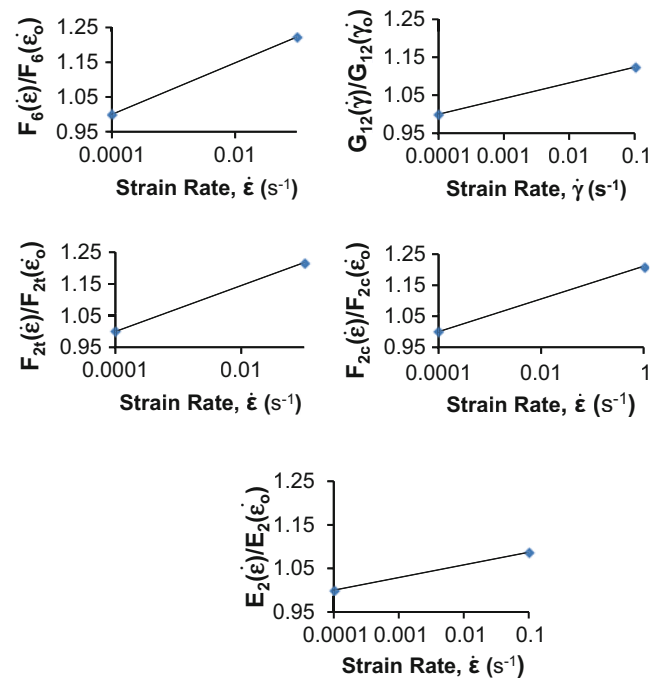 F₆(ε̇)/F₆(ε̇ₒ)
1.25
1.15
1.05
0.95
0.0001 0.01
Strain Rate, ε̇ (s⁻¹)
G₁₂(γ̇)/G₁₂(γ̇ₒ)
1.25
1.15
1.05
0.95
0.0001 0.001 0.01 0.1
Strain Rate, γ̇ (s⁻¹)
F₂ₜ(ε̇)/F₂ₜ(ε̇ₒ)
1.25
1.15
1.05
0.95
0.0001 0.01
Strain Rate, ε̇ (s⁻¹)
F₂c(ε̇)/F₂c(ε̇ₒ)
1.25
1.15
1.05
0.95
0.0001 0.01 1
Strain Rate, ε̇ (s⁻¹)
E₂(ε̇)/E₂(ε̇ₒ)
1.25
1.15
1.05
0.95
0.0001 0.001 0.01 0.1
Strain Rate, ε̇ (s⁻¹)